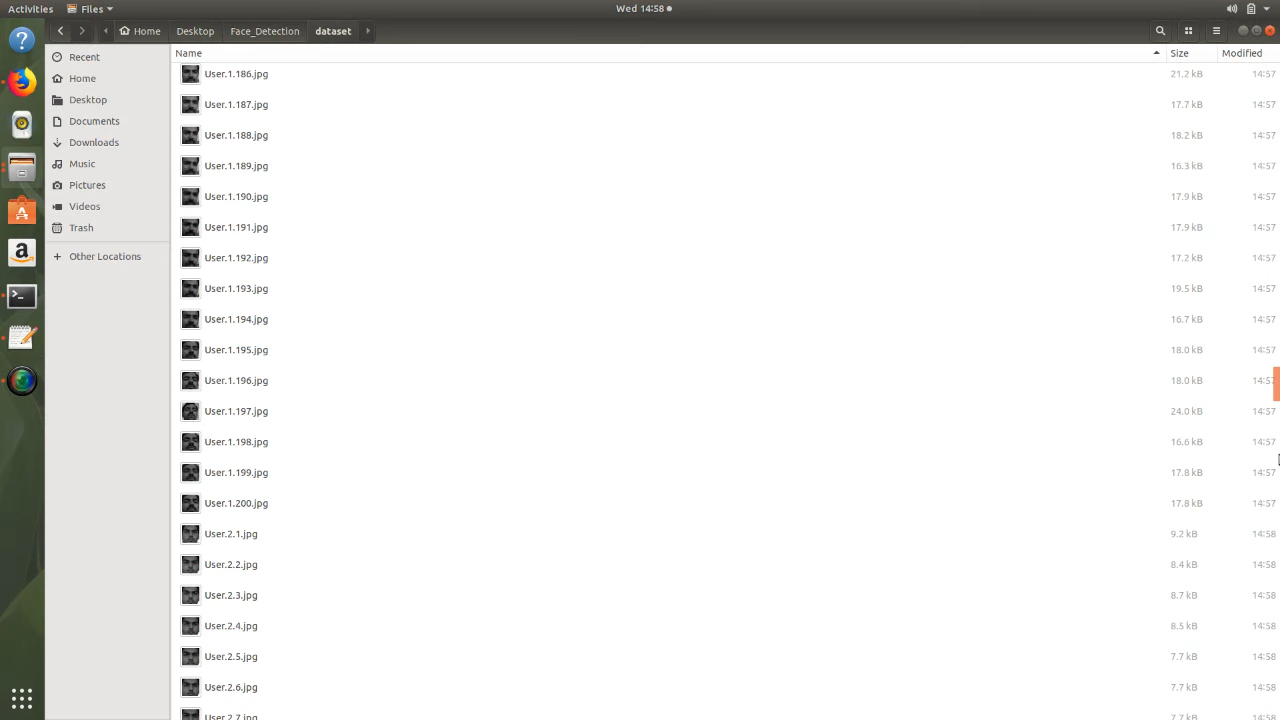 Activities Files Wed 14:58
Home Desktop Face_Detection dataset
Recent
Home
Desktop
Documents
Downloads
Music
Pictures
Videos
Trash
Other Locations
Name Size Modified
User.1.186.jpg 21.2 kB 14:57
User.1.187.jpg 17.7 kB 14:57
User.1.188.jpg 18.2 kB 14:57
User.1.189.jpg 16.3 kB 14:57
User.1.190.jpg 17.9 kB 14:57
User.1.191.jpg 17.9 kB 14:57
User.1.192.jpg 17.2 kB 14:57
User.1.193.jpg 19.5 kB 14:57
User.1.194.jpg 16.7 kB 14:57
User.1.195.jpg 18.0 kB 14:57
User.1.196.jpg 18.0 kB 14:57
User.1.197.jpg 24.0 kB 14:57
User.1.198.jpg 16.6 kB 14:57
User.1.199.jpg 17.8 kB 14:57
User.1.200.jpg 17.8 kB 14:57
User.2.1.jpg 9.2 kB 14:58
User.2.2.jpg 8.4 kB 14:58
User.2.3.jpg 8.7 kB 14:58
User.2.4.jpg 8.5 kB 14:58
User.2.5.jpg 7.7 kB 14:58
User.2.6.jpg 7.7 kB 14:58
User.2.7.jpg 7.7 kB 14:58